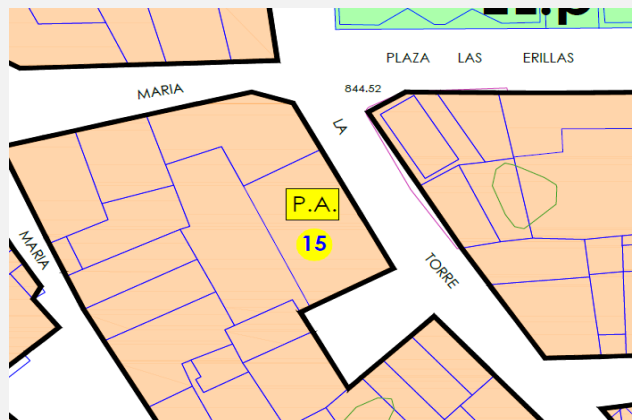 PLAZA LAS ERILLAS
MARIA
844.52
LA
P.A.
15
MARIA
TORRE